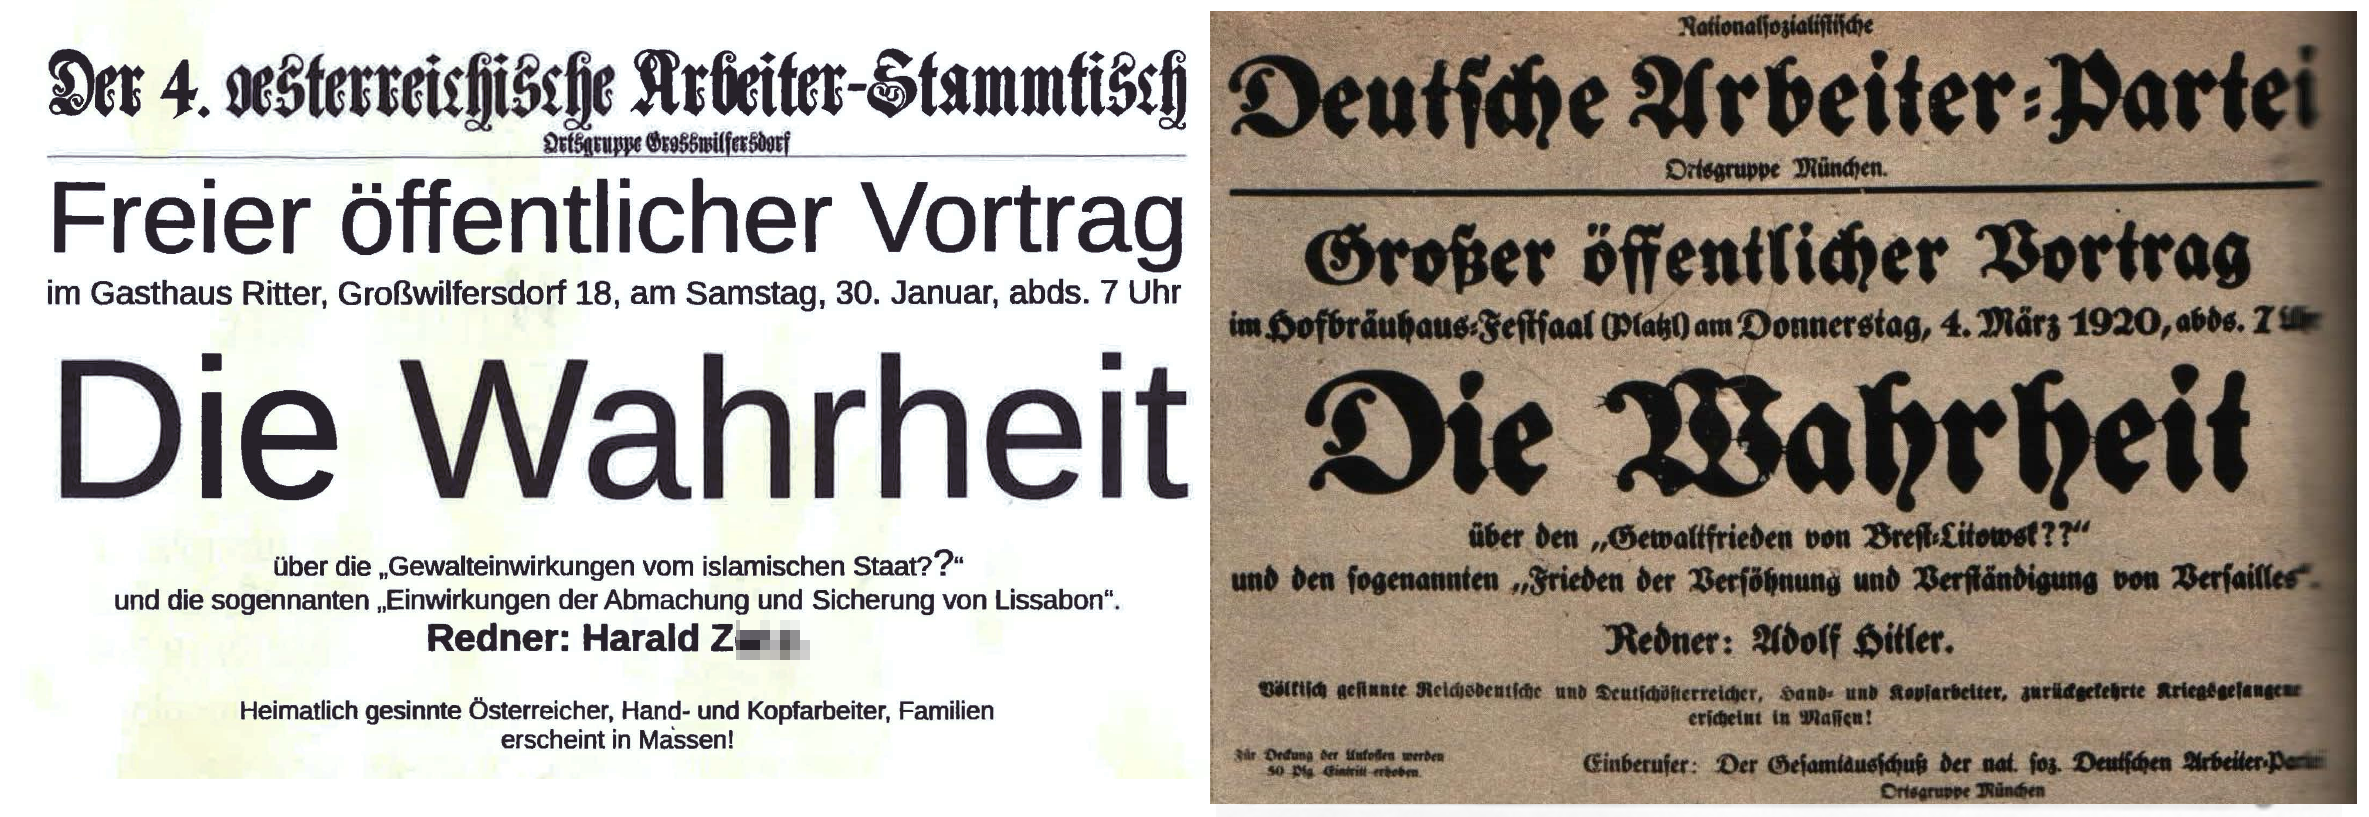 Der 4. oesterreichische Arbeiter-Stammtisch
Ortsgruppe Grosswilfersdorf
Freier öffentlicher Vortrag
im Gasthaus Ritter, Großwilfersdorf 18, am Samstag, 30. Januar, abds. 7 Uhr
Die Wahrheit
über die „Gewalteinwirkungen vom islamischen Staat??“
und die sogennanten „Einwirkungen der Abmachung und Sicherung von Lissabon“.
Redner: Harald
Heimatlich gesinnte Österreicher, Hand- und Kopfarbeiter, Familien
erscheint in Massen!
Nationalsozialistische
Deutsche Arbeiter-Partei
Ortsgruppe München.
Großer öffentlicher Vortrag
im Hofbräuhaus-Festsaal (Platzl) am Donnerstag, 4. März 1920, abds. 7 Uhr
Die Wahrheit
über den „Gewaltfrieden von Brest-Litowsk??“
und den sogenannten „Frieden der Versöhnung und Verständigung von Versailles“.
Redner: Adolf Hitler.
Völkisch gesinnte Reichsdeutsche und Deutschösterreicher, Hand- und Kopfarbeiter, zurückgekehrte Kriegsgefangene
erscheint in Massen!
Für Deckung der Unkosten werden
50 Pfg. Eintritt erhoben.
Einberufer: Der Gesamtausschuß der nat. soz. Deutschen Arbeiter-Partei
Ortsgruppe München